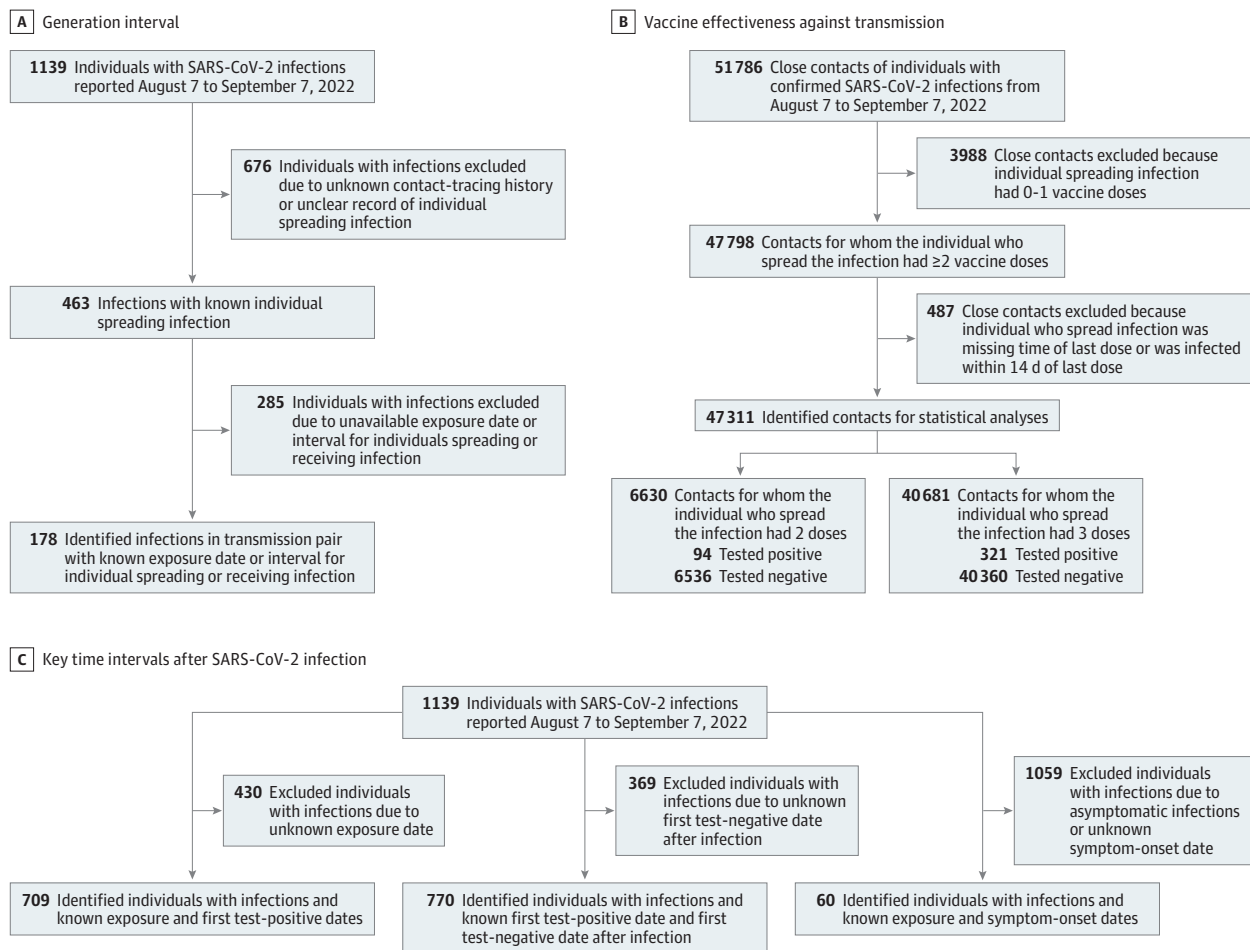 A Generation interval
1139 Individuals with SARS-CoV-2 infections
reported August 7 to September 7, 2022
676 Individuals with infections excluded
due to unknown contact-tracing history
or unclear record of individual
spreading infection
463 Infections with known individual
spreading infection
285 Individuals with infections excluded
due to unavailable exposure date or
interval for individuals spreading or
receiving infection
178 Identified infections in transmission pair
with known exposure date or interval for
individual spreading or receiving infection
B Vaccine effectiveness against transmission
51 786 Close contacts of individuals with
confirmed SARS-CoV-2 infections from
August 7 to September 7, 2022
3988 Close contacts excluded because
individual spreading infection
had 0-1 vaccine doses
47 798 Contacts for whom the individual who
spread the infection had ≥2 vaccine doses
487 Close contacts excluded because
individual who spread infection was
missing time of last dose or was infected
within 14 d of last dose
47 311 Identified contacts for statistical analyses
6630 Contacts for whom the
individual who spread
the infection had 2 doses
94 Tested positive
6536 Tested negative
40 681 Contacts for whom the
individual who spread
the infection had 3 doses
321 Tested positive
40 360 Tested negative
C Key time intervals after SARS-CoV-2 infection
1139 Individuals with SARS-CoV-2 infections
reported August 7 to September 7, 2022
430 Excluded individuals
with infections due to
unknown exposure date
369 Excluded individuals with
infections due to unknown
first test-negative date
after infection
1059 Excluded individuals
with infections due to
asymptomatic infections
or unknown
symptom-onset date
709 Identified individuals with infections and
known exposure and first test-positive dates
770 Identified individuals with infections and
known first test-positive date and first
test-negative date after infection
60 Identified individuals with infections and
known exposure and symptom-onset dates